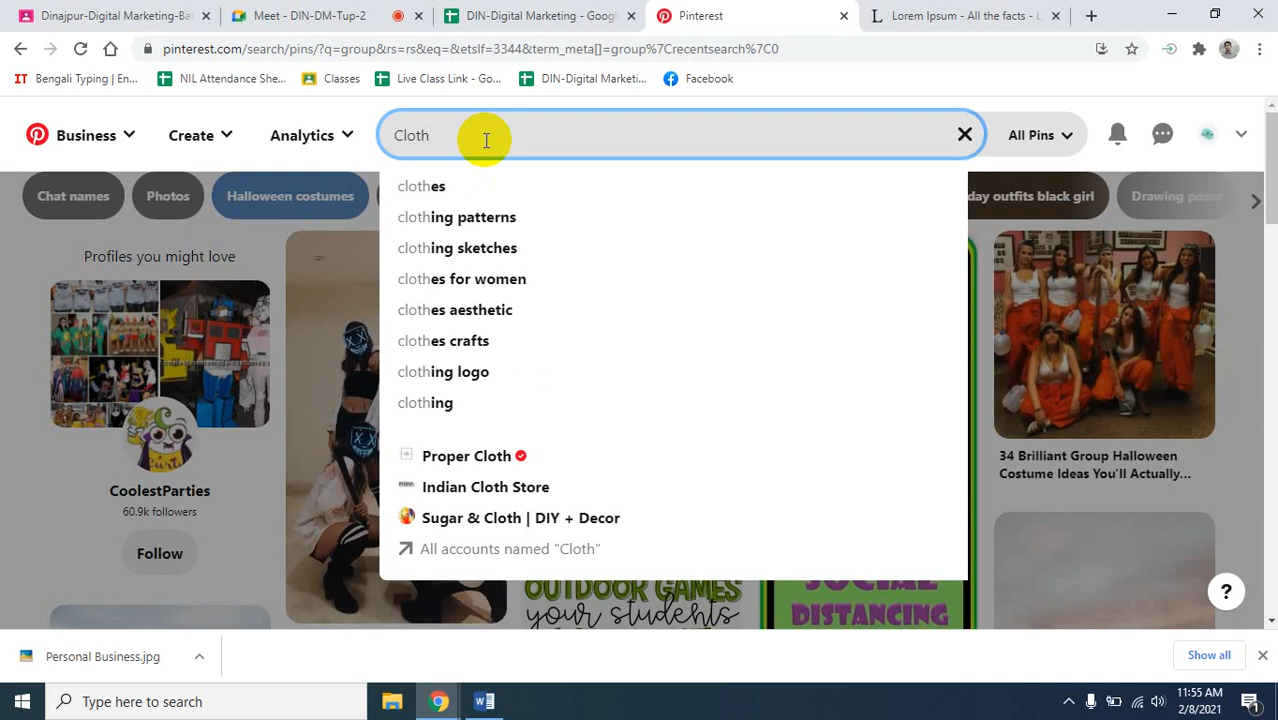 Dinajpur-Digital Marketing-Bat
Meet - DIN-DM-Tup-2
DIN-Digital Marketing - Google
Pinterest
Lorem Ipsum - All the facts - L
pinterest.com/search/pins/?q=group&rs=rs&eq=&etslf=3344&term_meta[]=group%7Crecentsearch%7C0
IT Bengali Typing | En...
NIL Attendance She...
Classes
Live Class Link - Go...
DIN-Digital Marketi...
Facebook
Business
Create
Analytics
Cloth
All Pins
Chat names
Photos
Halloween costumes
day outfits black girl
Drawing pose
clothes
clothing patterns
clothing sketches
clothes for women
clothes aesthetic
clothes crafts
clothing logo
clothing
Proper Cloth
Indian Cloth Store
Sugar & Cloth | DIY + Decor
All accounts named "Cloth"
Profiles you might love
CoolestParties
60.9k followers
Follow
34 Brilliant Group Halloween
Costume Ideas You'll Actually...
OUTDOOR GAMES
your students
SOCIAL
DISTANCING
?
Personal Business.jpg
Show all
Type here to search
11:55 AM
2/8/2021
1